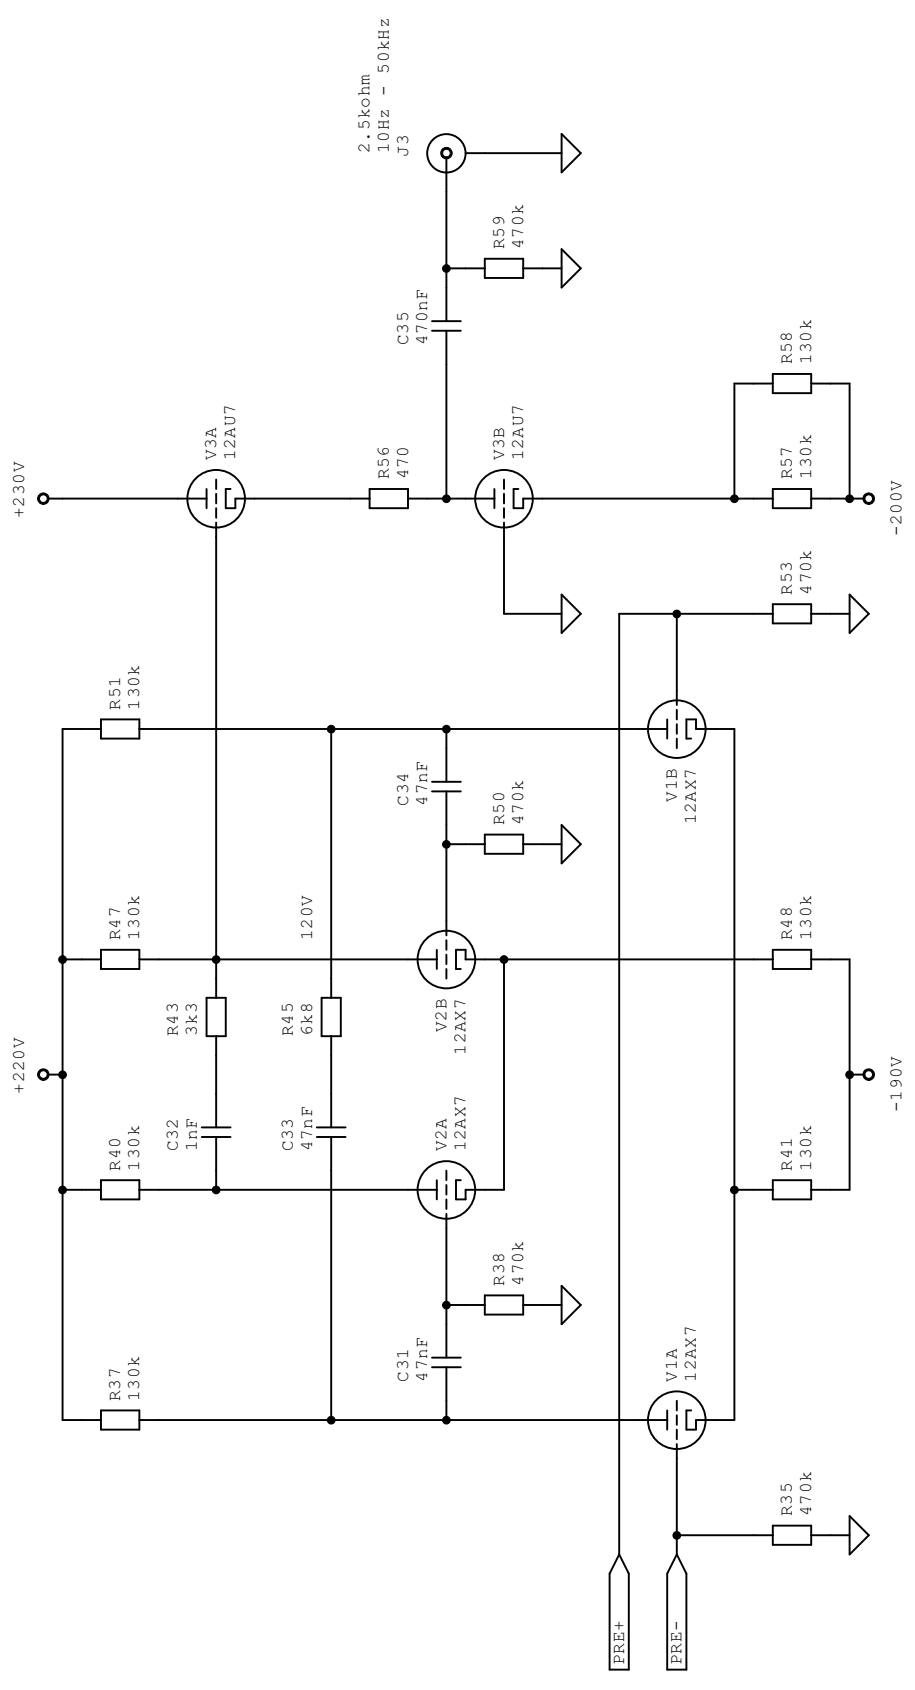 2.5kohm
10Hz - 50kHz
J3
R59
470k
C35
470nF
R58
130k
+230V
V3A
12AU7
R56
470
V3B
12AU7
R57
130k
-200V
R53
470k
R51
130k
C34
47nF
R50
470k
V1B
12AX7
R47
130k
120V
R43
3k3
R45
6k8
V2B
12AX7
R48
130k
+220V
-190V
R40
130k
C32
1nF
C33
47nF
V2A
12AX7
R41
130k
R38
470k
R37
130k
C31
47nF
V1A
12AX7
R35
470k
PRE+
PRE-